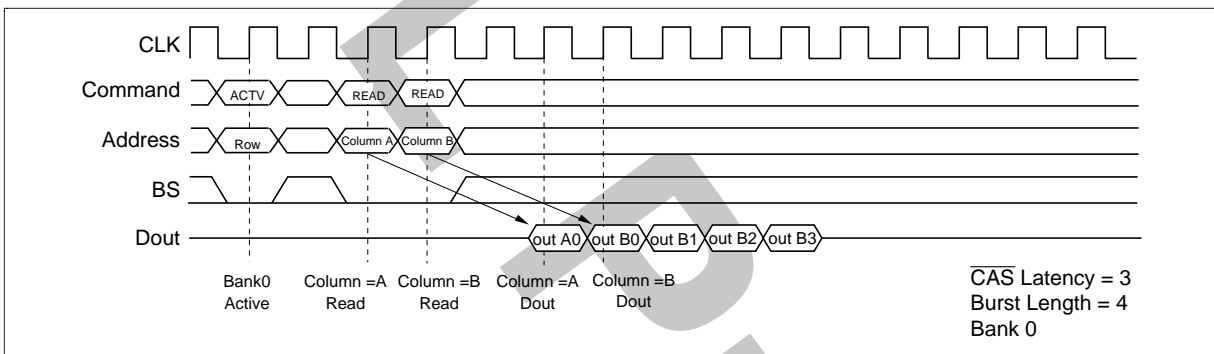 CLK
Command
ACTV
READ
READ
Address
Row
Column A
Column B
BS
Dout
out A0
out B0
out B1
out B2
out B3
Bank0
Active
Column =A
Read
Column =B
Read
Column =A
Dout
Column =B
Dout
CAS Latency = 3
Burst Length = 4
Bank 0